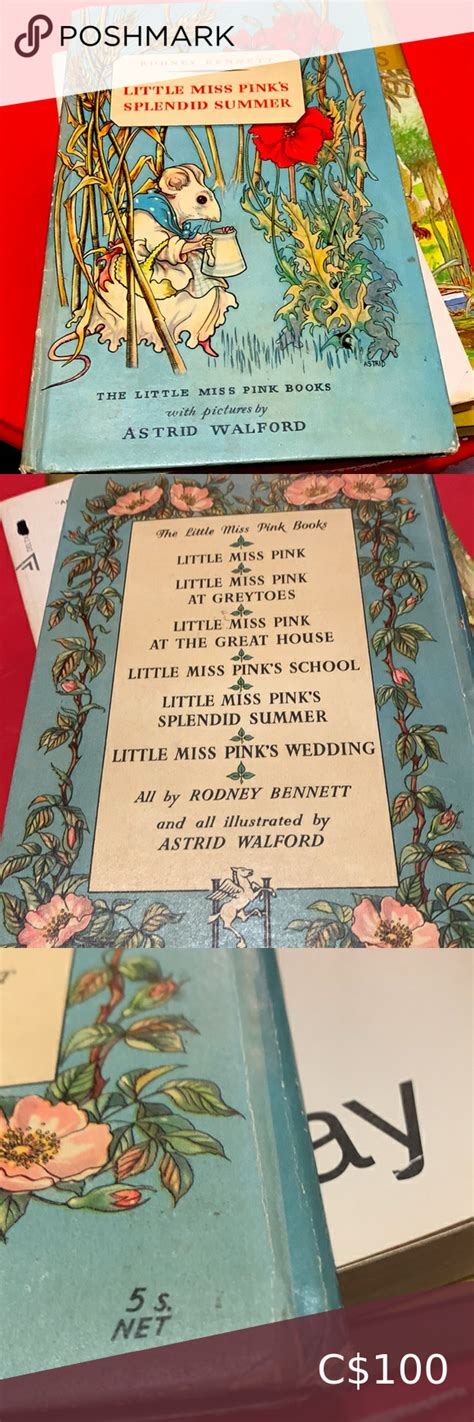 POSHMARK
RODNEY BENNETT
LITTLE MISS PINK'S
SPLENDID SUMMER
ASTRID
THE LITTLE MISS PINK BOOKS
with pictures by
ASTRID WALFORD
The Little Miss Pink Books
LITTLE MISS PINK
LITTLE MISS PINK
AT GREYTOES
LITTLE MISS PINK
AT THE GREAT HOUSE
LITTLE MISS PINK'S SCHOOL
LITTLE MISS PINK'S
SPLENDID SUMMER
LITTLE MISS PINK'S WEDDING
All by RODNEY BENNETT
and all illustrated by
ASTRID WALFORD
ay
5 s.
NET
C$100